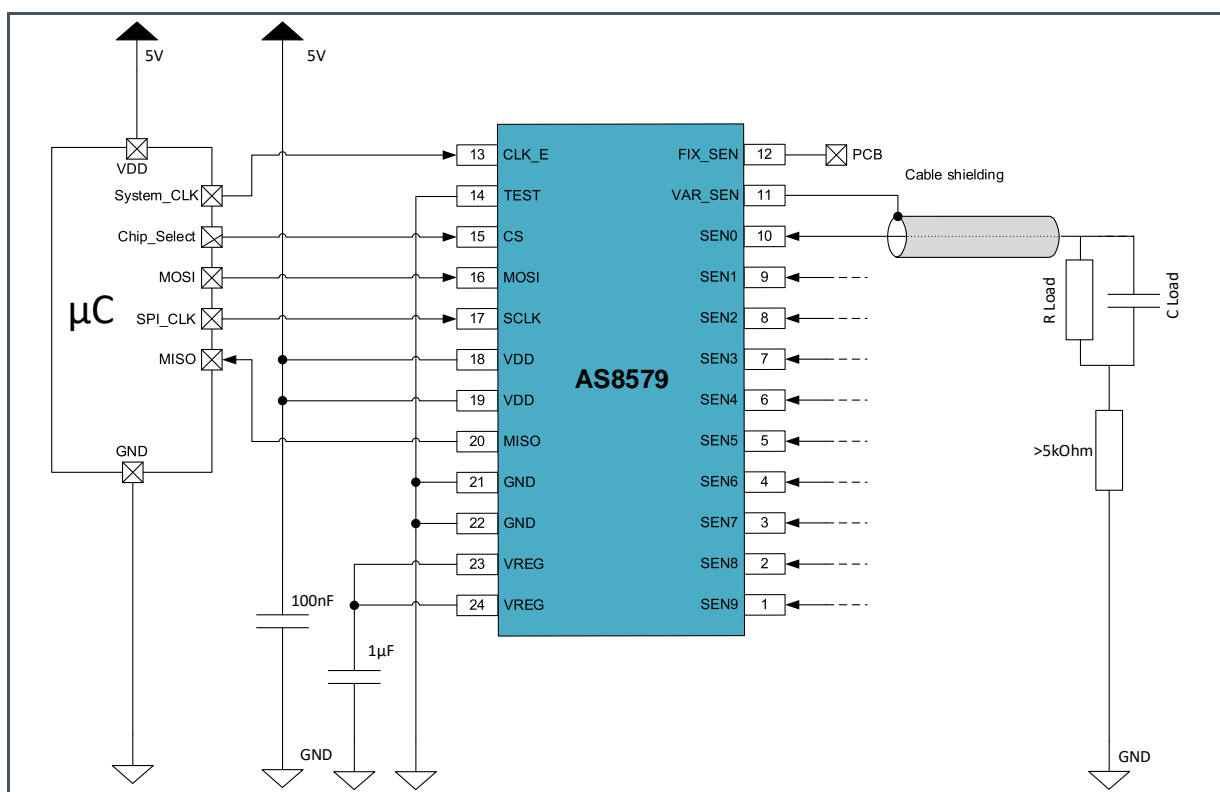 5V
5V
VDD
System_CLK
Chip_Select
MOSI
SPI_CLK
MISO
GND
µC
13 CLK_E
14 TEST
15 CS
16 MOSI
17 SCLK
18 VDD
19 VDD
20 MISO
21 GND
22 GND
23 VREG
24 VREG
AS8579
FIX_SEN 12
VAR_SEN 11
SEN0 10
SEN1 9
SEN2 8
SEN3 7
SEN4 6
SEN5 5
SEN6 4
SEN7 3
SEN8 2
SEN9 1
PCB
Cable shielding
R Load
C Load
>5kOhm
100nF
1µF
GND
GND